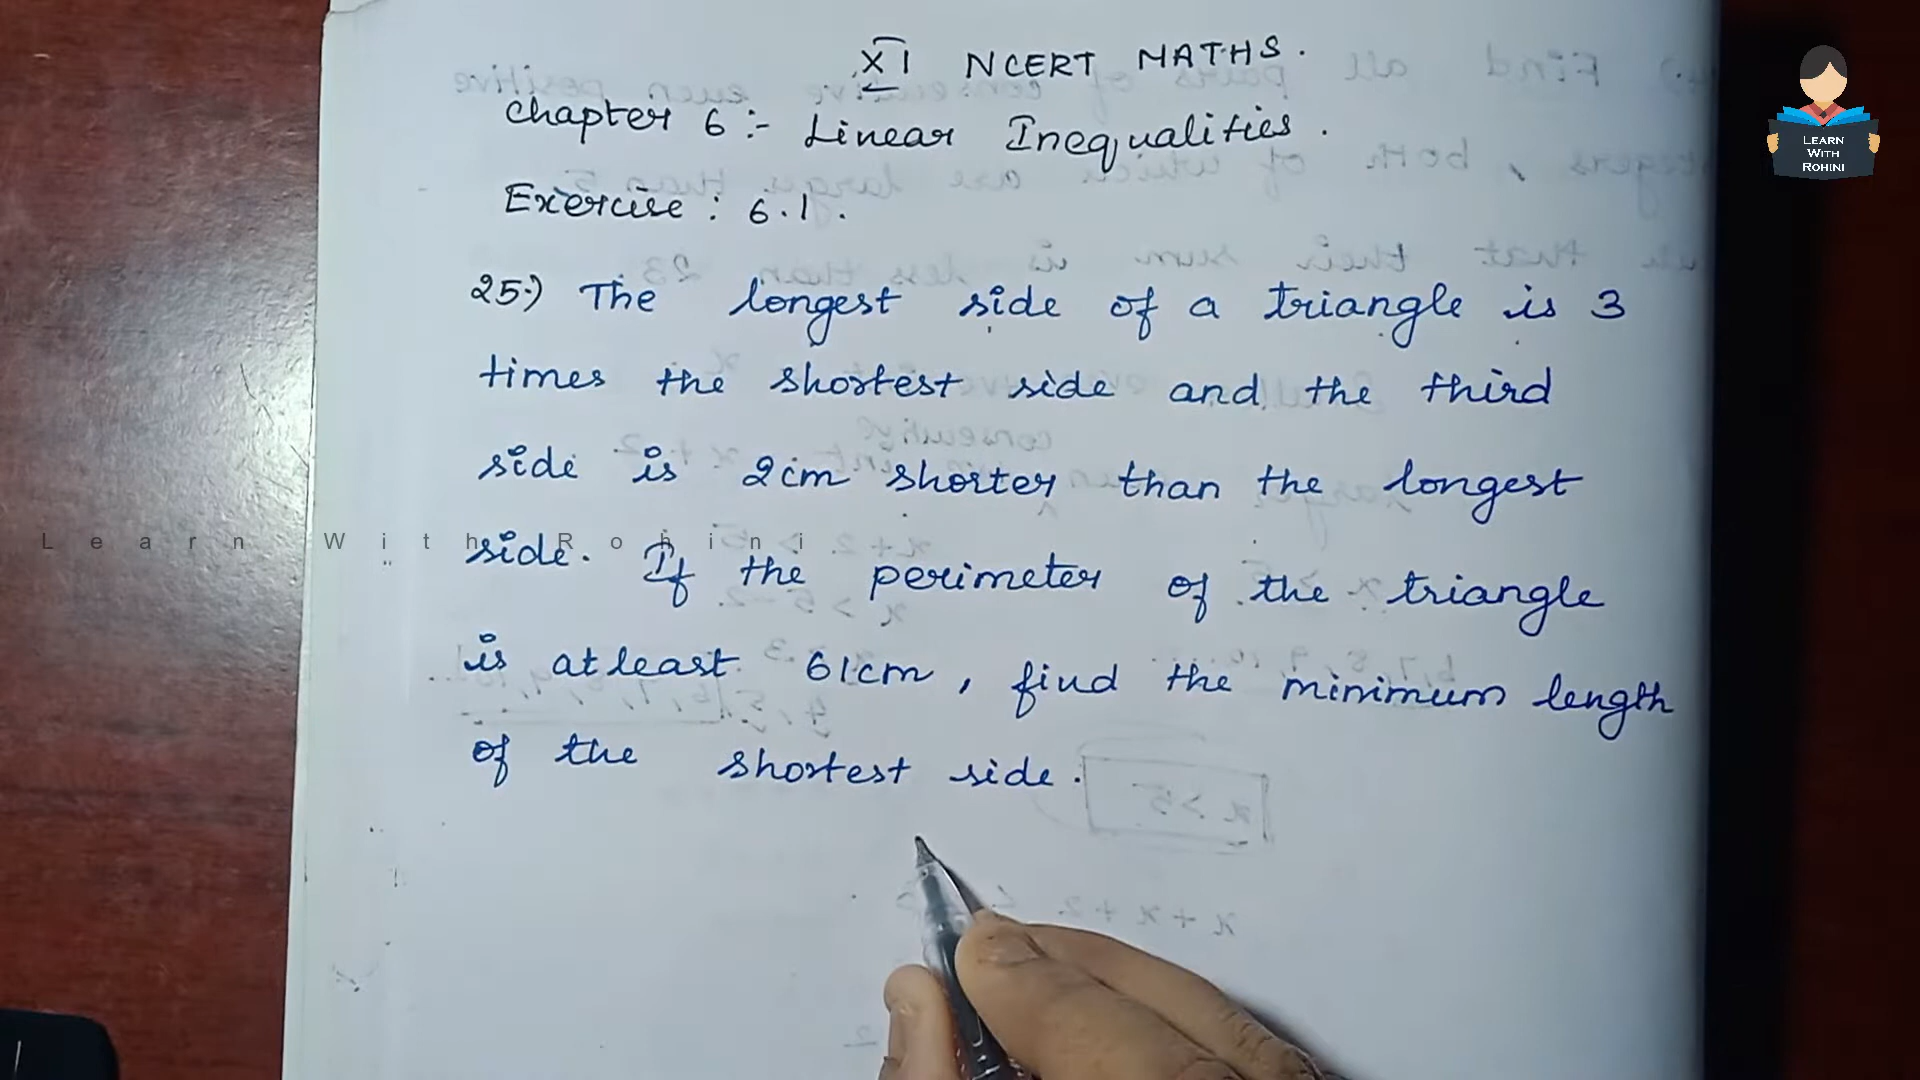 XI NCERT MATHS.
Chapter 6 :- Linear Inequalities.
Exercise : 6.1.
25.) The longest side of a triangle is 3
times the shortest side and the third
side is 2cm shorter than the longest
side. If the perimeter of the triangle
is atleast 61cm, find the minimum length
of the shortest side.
LEARN
WITH
ROHINI
Learn With Rohini